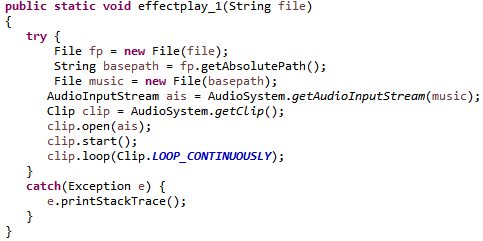 public static void effectplay_1(String file)
{
    try {
        File fp = new File(file);
        String basepath = fp.getAbsolutePath();
        File music = new File(basepath);
       AudioInputStream ais = AudioSystem.getAudioInputStream(music);
       Clip clip = AudioSystem.getClip();
       clip.open(ais);
       clip.start();
       clip.loop(Clip.LOOP_CONTINUOUSLY);
    }
    catch(Exception e) {
       e.printStackTrace();
    }
}